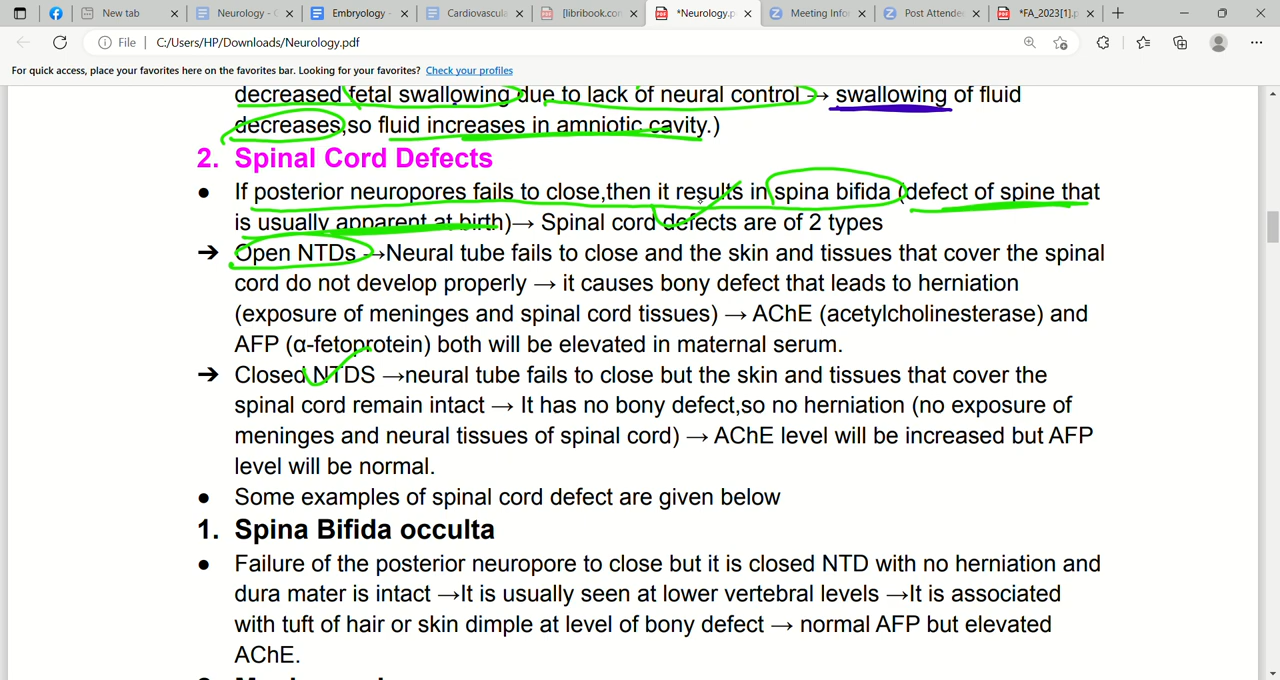 New tab
Neurology - (
Embryology -
Cardiovascula
[libribook.con
*Neurology.p
Meeting Infor
Post Attende
*FA_2023[1].p
File
C:/Users/HP/Downloads/Neurology.pdf
For quick access, place your favorites here on the favorites bar. Looking for your favorites? Check your profiles
decreased fetal swallowing due to lack of neural control → swallowing of fluid
decreases,so fluid increases in amniotic cavity.)
2. Spinal Cord Defects
● If posterior neuropores fails to close,then it results in spina bifida (defect of spine that
is usually apparent at birth)→ Spinal cord defects are of 2 types
➔ Open NTDs →Neural tube fails to close and the skin and tissues that cover the spinal
cord do not develop properly → it causes bony defect that leads to herniation
(exposure of meninges and spinal cord tissues) → AChE (acetylcholinesterase) and
AFP (α-fetoprotein) both will be elevated in maternal serum.
➔ Closed NTDS →neural tube fails to close but the skin and tissues that cover the
spinal cord remain intact → It has no bony defect,so no herniation (no exposure of
meninges and neural tissues of spinal cord) → AChE level will be increased but AFP
level will be normal.
● Some examples of spinal cord defect are given below
1. Spina Bifida occulta
● Failure of the posterior neuropore to close but it is closed NTD with no herniation and
dura mater is intact →It is usually seen at lower vertebral levels →It is associated
with tuft of hair or skin dimple at level of bony defect → normal AFP but elevated
AChE.